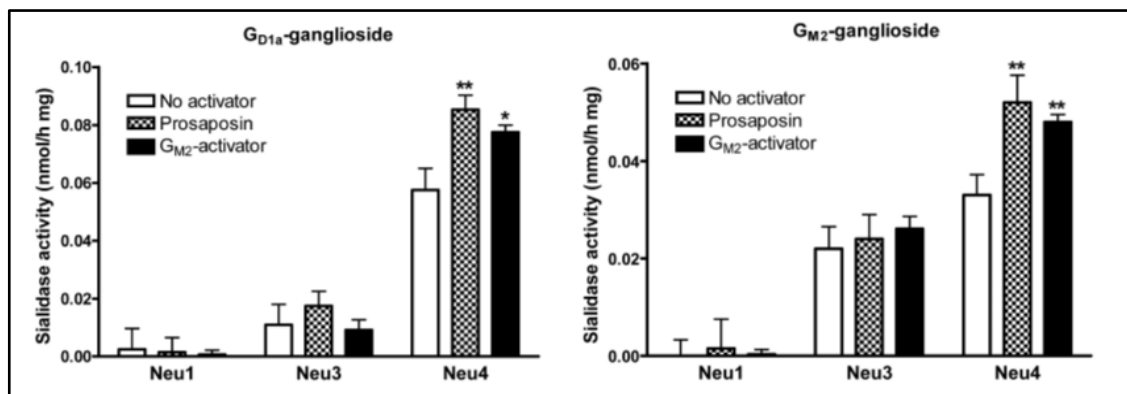 GD1a-ganglioside
Sialidase activity (nmol/h mg)
0.10
0.08
0.06
0.04
0.02
0.00
No activator
Prosaposin
GM2-activator
**
*
Neu1 Neu3 Neu4
GM2-ganglioside
Sialidase activity (nmol/h mg)
0.06
0.04
0.02
0.00
No activator
Prosaposin
GM2-activator
**
**
Neu1 Neu3 Neu4